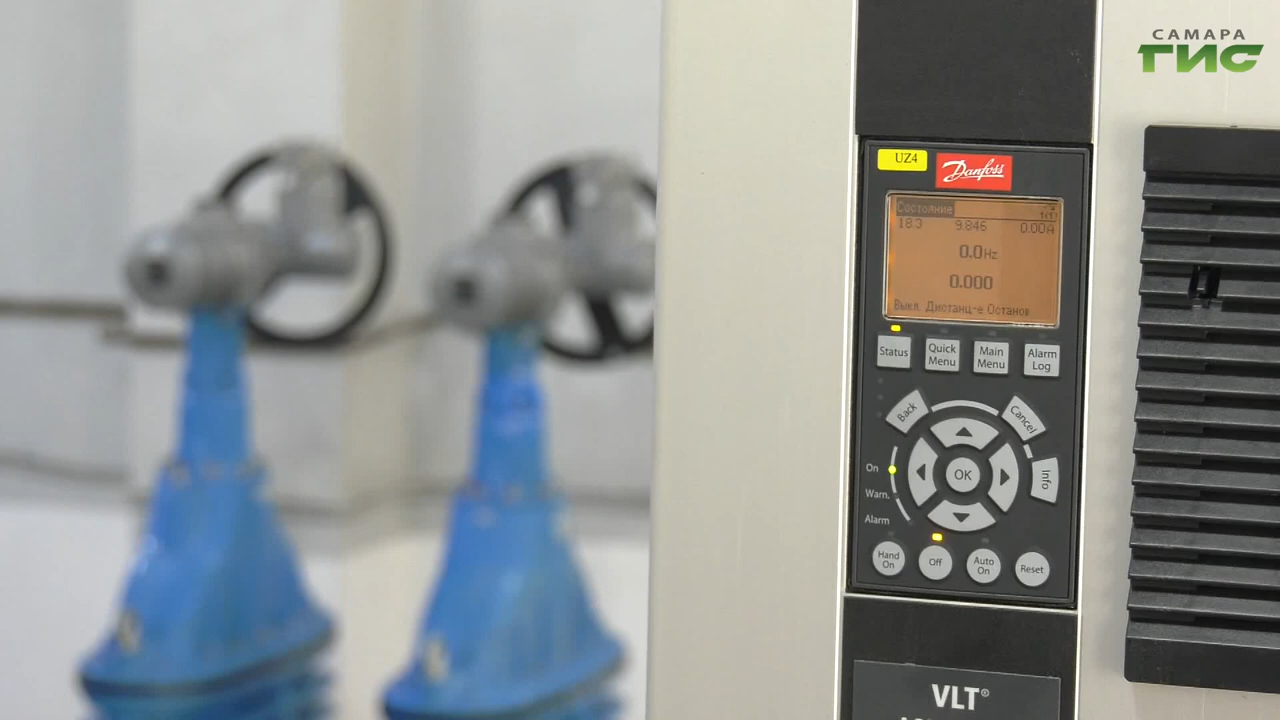 САМАРА
ГИС
UZ4
Danfoss
Состояние
1(1)
18.3 9.846 0.00A
0.0Hz
0.000
Выкл. Дистанц-е Останов
Status
Quick Menu
Main Menu
Alarm Log
Back
Cancel
Info
OK
On
Warn.
Alarm
Hand On
Off
Auto On
Reset
VLT®